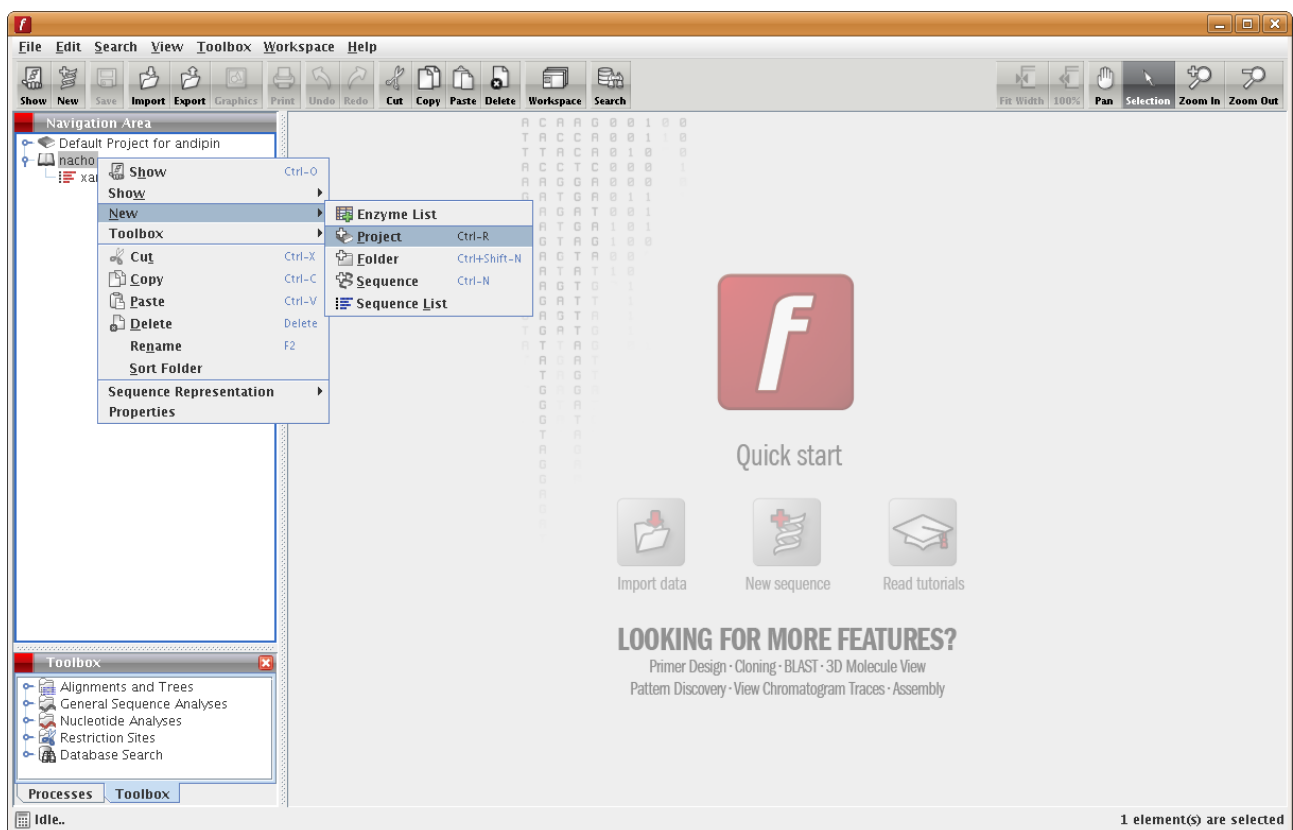 f
File Edit Search View Toolbox Workspace Help
Show New Save Import Export Graphics Print Undo Redo Cut Copy Paste Delete Workspace Search Fit Width 100% Pan Selection Zoom In Zoom Out
Navigation Area
Default Project for andipin
nacho
Show Ctrl-O
Show
New
Toolbox
Cut Ctrl-X
Copy Ctrl-C
Paste Ctrl-V
Delete Delete
Rename F2
Sort Folder
Sequence Representation
Properties
Enzyme List
Project Ctrl-R
Folder Ctrl+Shift-N
Sequence Ctrl-N
Sequence List
f
Quick start
Import data New sequence Read tutorials
LOOKING FOR MORE FEATURES?
Primer Design · Cloning · BLAST · 3D Molecule View
Pattern Discovery · View Chromatogram Traces · Assembly
Toolbox
Alignments and Trees
General Sequence Analyses
Nucleotide Analyses
Restriction Sites
Database Search
Processes Toolbox
Idle.. 1 element(s) are selected